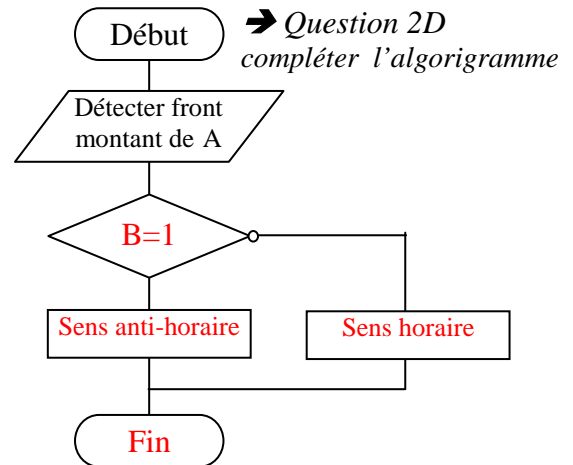 Début
➔ Question 2D
compléter l’algorigramme
Détecter front
montant de A
B=1
Sens anti-horaire
Sens horaire
Fin